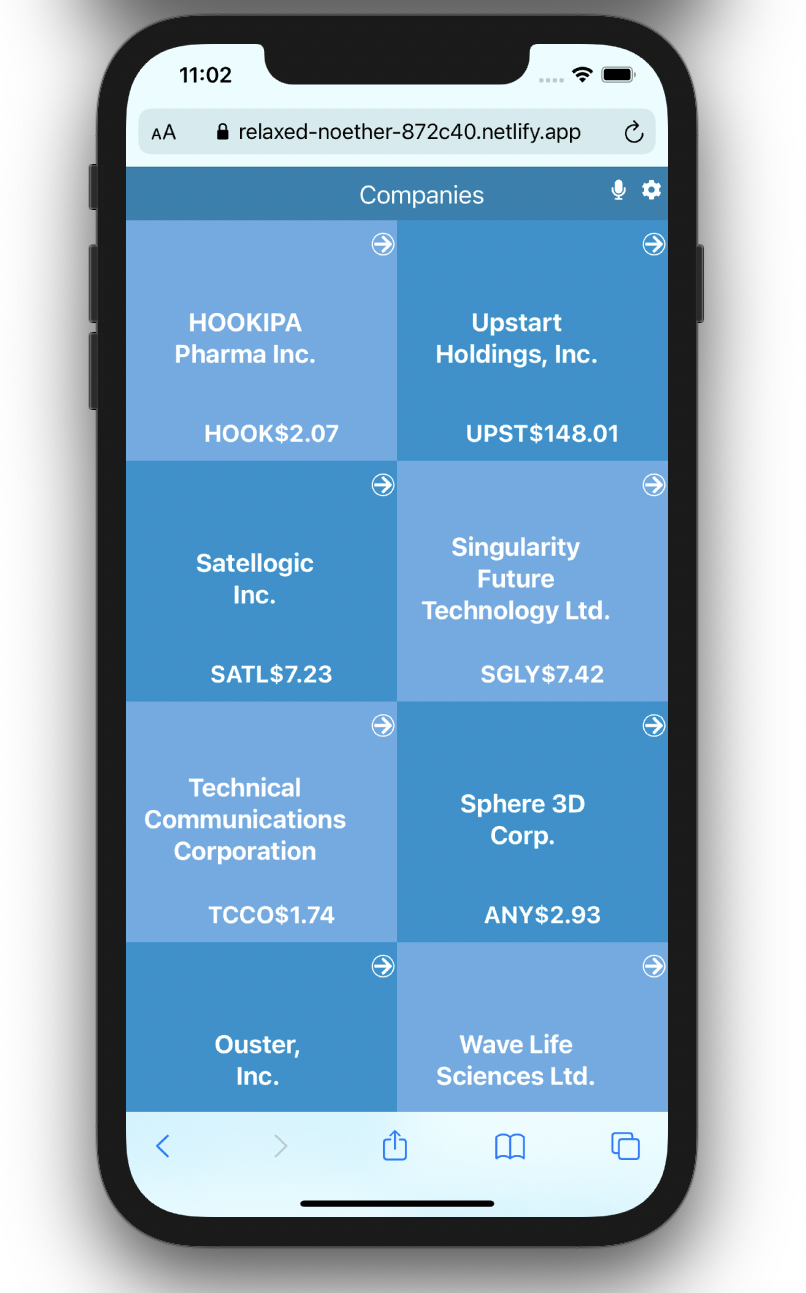 11:02
AA relaxed-noether-872c40.netlify.app
Companies
HOOKIPA
Pharma Inc.
HOOK$2.07
Upstart
Holdings, Inc.
UPST$148.01
Satellogic
Inc.
SATL$7.23
Singularity
Future
Technology Ltd.
SGLY$7.42
Technical
Communications
Corporation
TCCO$1.74
Sphere 3D
Corp.
ANY$2.93
Ouster,
Inc.
Wave Life
Sciences Ltd.